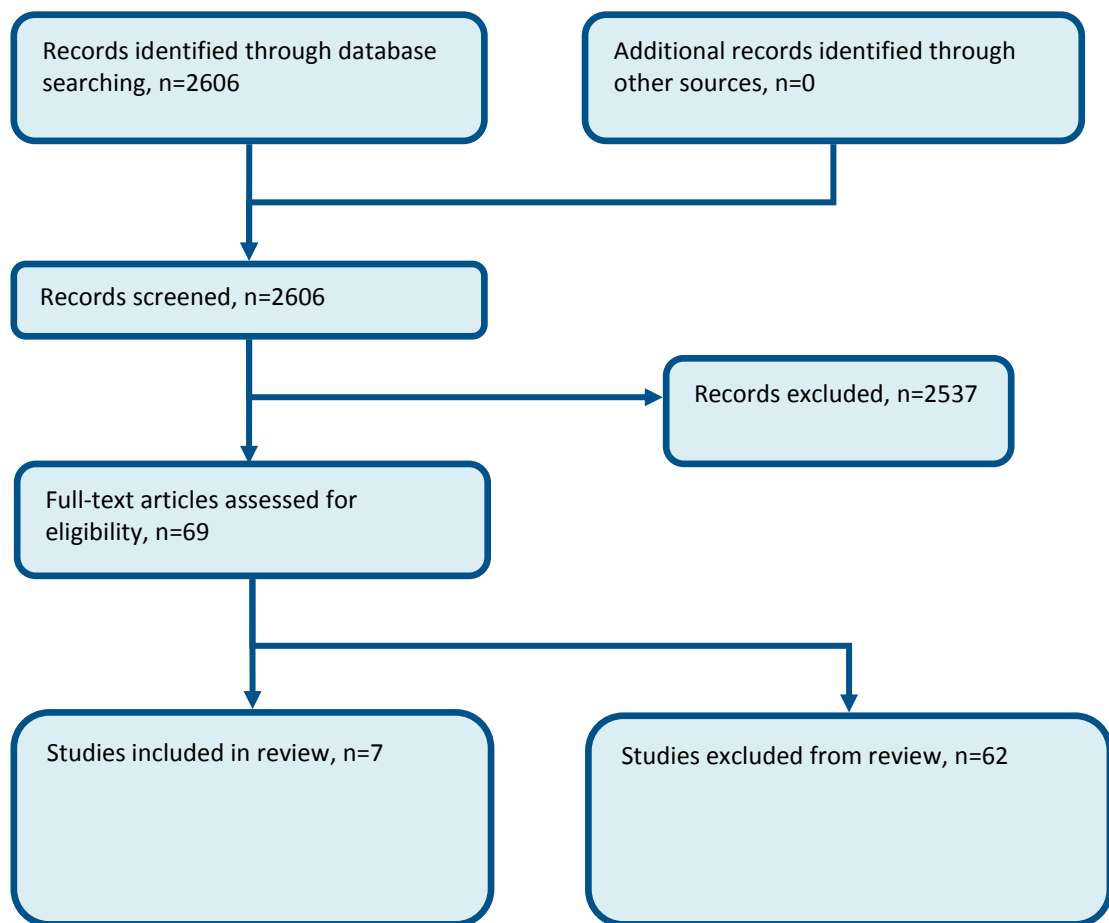 Records identified through database
searching, n=2606
Additional records identified through
other sources, n=0
Records screened, n=2606
Records excluded, n=2537
Full-text articles assessed for
eligibility, n=69
Studies included in review, n=7
Studies excluded from review, n=62